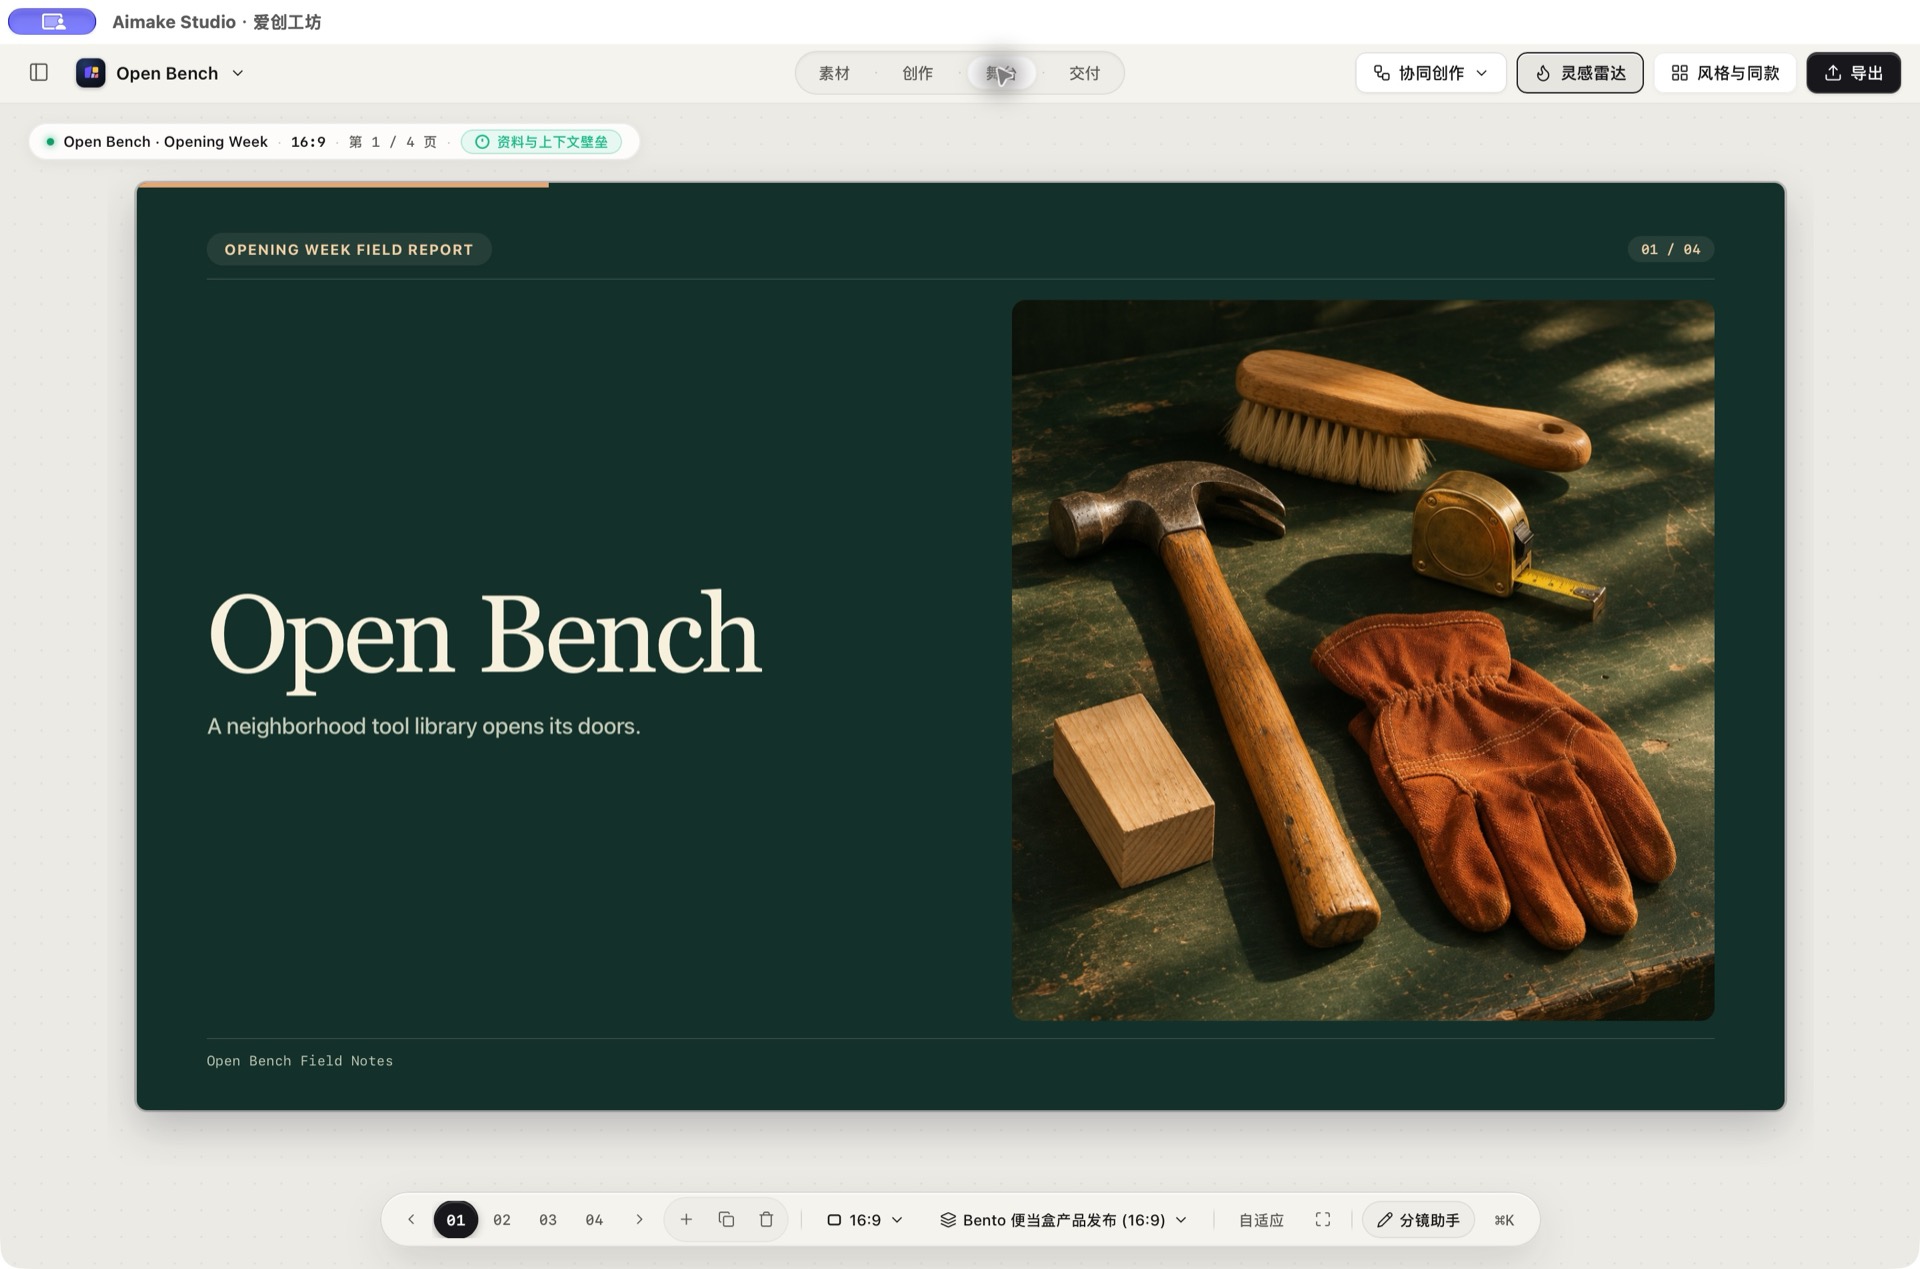 Aimake Studio · 爱创工坊
Open Bench
素材 · 创作 · 舞台 · 交付
协同创作
灵感雷达
风格与同款
导出
Open Bench · Opening Week · 16:9 · 第 1 / 4 页 · 资料与上下文壁垒
OPENING WEEK FIELD REPORT
01 / 04
Open Bench
A neighborhood tool library opens its doors.
Open Bench Field Notes
01 02 03 04
16:9
Bento 便当盒产品发布 (16:9)
自适应
分镜助手
⌘K